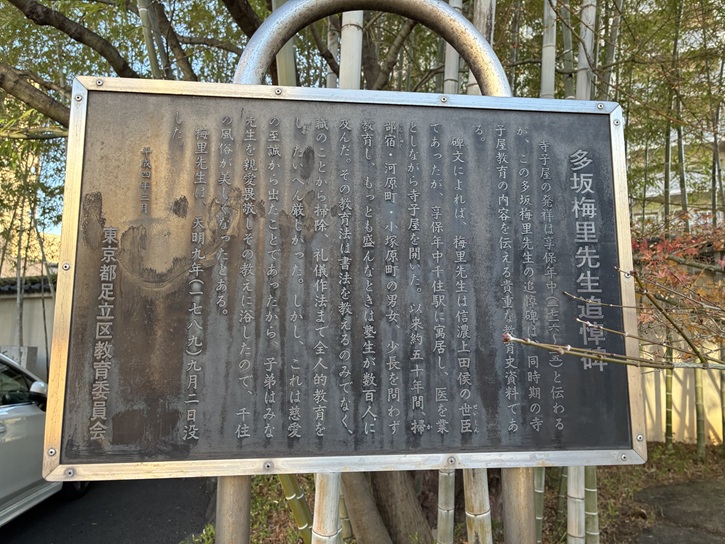 多坂梅里先生追悼碑
寺子屋の発祥は享保年中（一七一六〜三五）と伝わる
が、この多坂梅里先生の追悼碑は、同時期の寺
子屋教育の内容を伝える貴重な教育史資料であ
る。
碑文によれば、梅里先生は信濃上田侯の世臣
であったが、享保年中千住駅に寓居し、医を業
としながら寺子屋を開いた。以来約五十年間、掃
部宿・河原町・小塚原町の男女、少長を問わず
教育し、もっとも盛んなときは塾生が数百人に
及んだ。その教育法は書法を教えるのみでなく、
職のことから掃除、礼儀作法まで全人的教育を
し、たいへん厳しかった。しかし、これは慈愛
の至誠から出たことであったから、子弟はみな
先生を親愛畏敬しその教えに浴したので、千住
の風俗が美しくなったとある。
梅里先生は、天明九年（一七八九）九月二日没
した。
平成四年三月
東京都足立区教育委員会